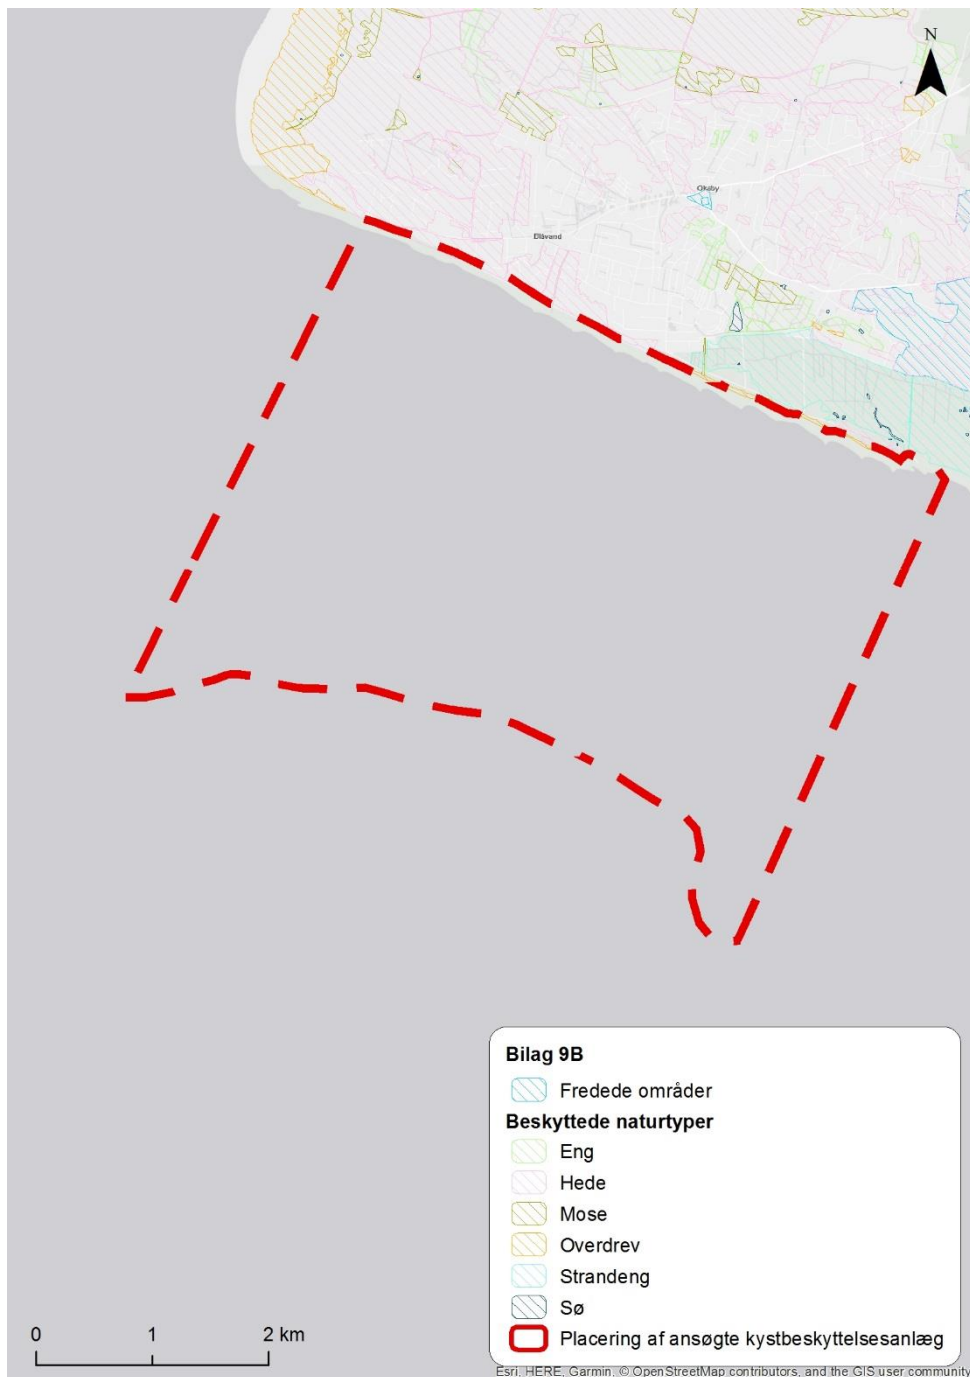 N
Oksby
Blåvand
Bilag 9B
Fredede områder
Beskyttede naturtyper
Eng
Hede
Mose
Overdrev
Strandeng
Sø
Placering af ansøgte kystbeskyttelsesanlæg
0 1 2 km
Esri, HERE, Garmin, © OpenStreetMap contributors, and the GIS user community